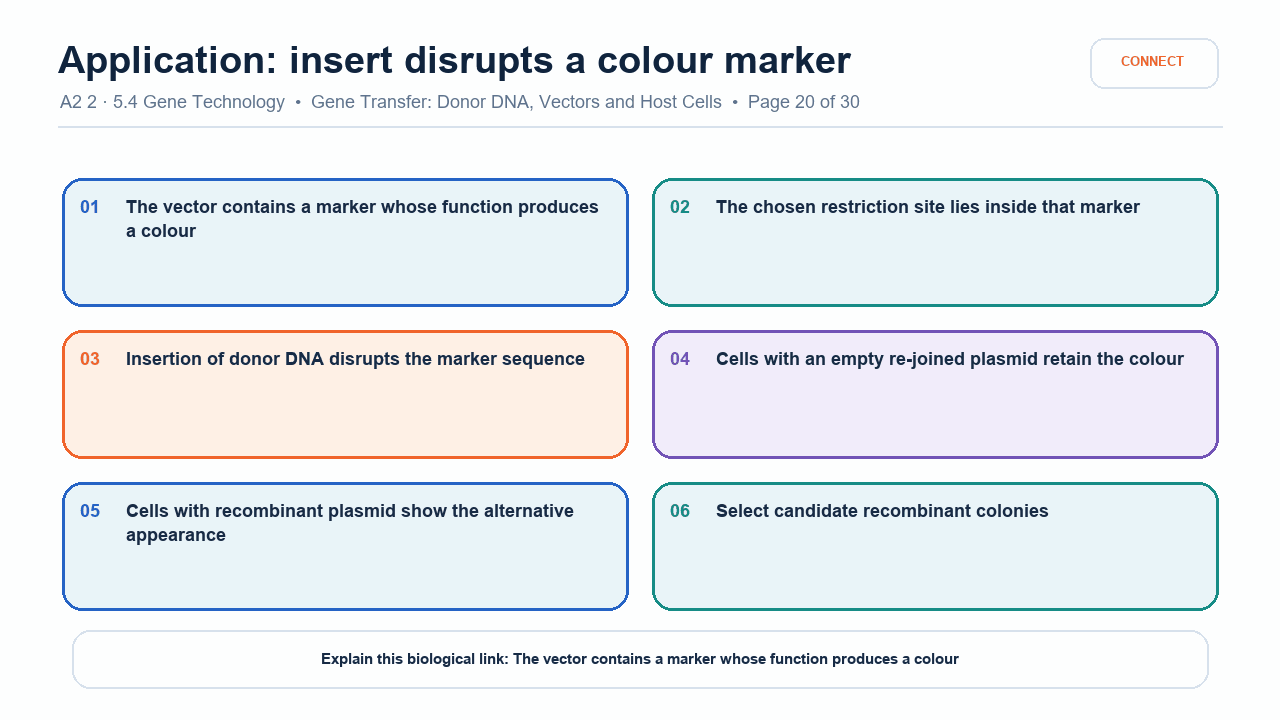 Application: insert disrupts a colour marker
CONNECT
A2 2 · 5.4 Gene Technology • Gene Transfer: Donor DNA, Vectors and Host Cells • Page 20 of 30
01 The vector contains a marker whose function produces
a colour
02 The chosen restriction site lies inside that marker
03 Insertion of donor DNA disrupts the marker sequence
04 Cells with an empty re-joined plasmid retain the colour
05 Cells with recombinant plasmid show the alternative
appearance
06 Select candidate recombinant colonies
Explain this biological link: The vector contains a marker whose function produces a colour